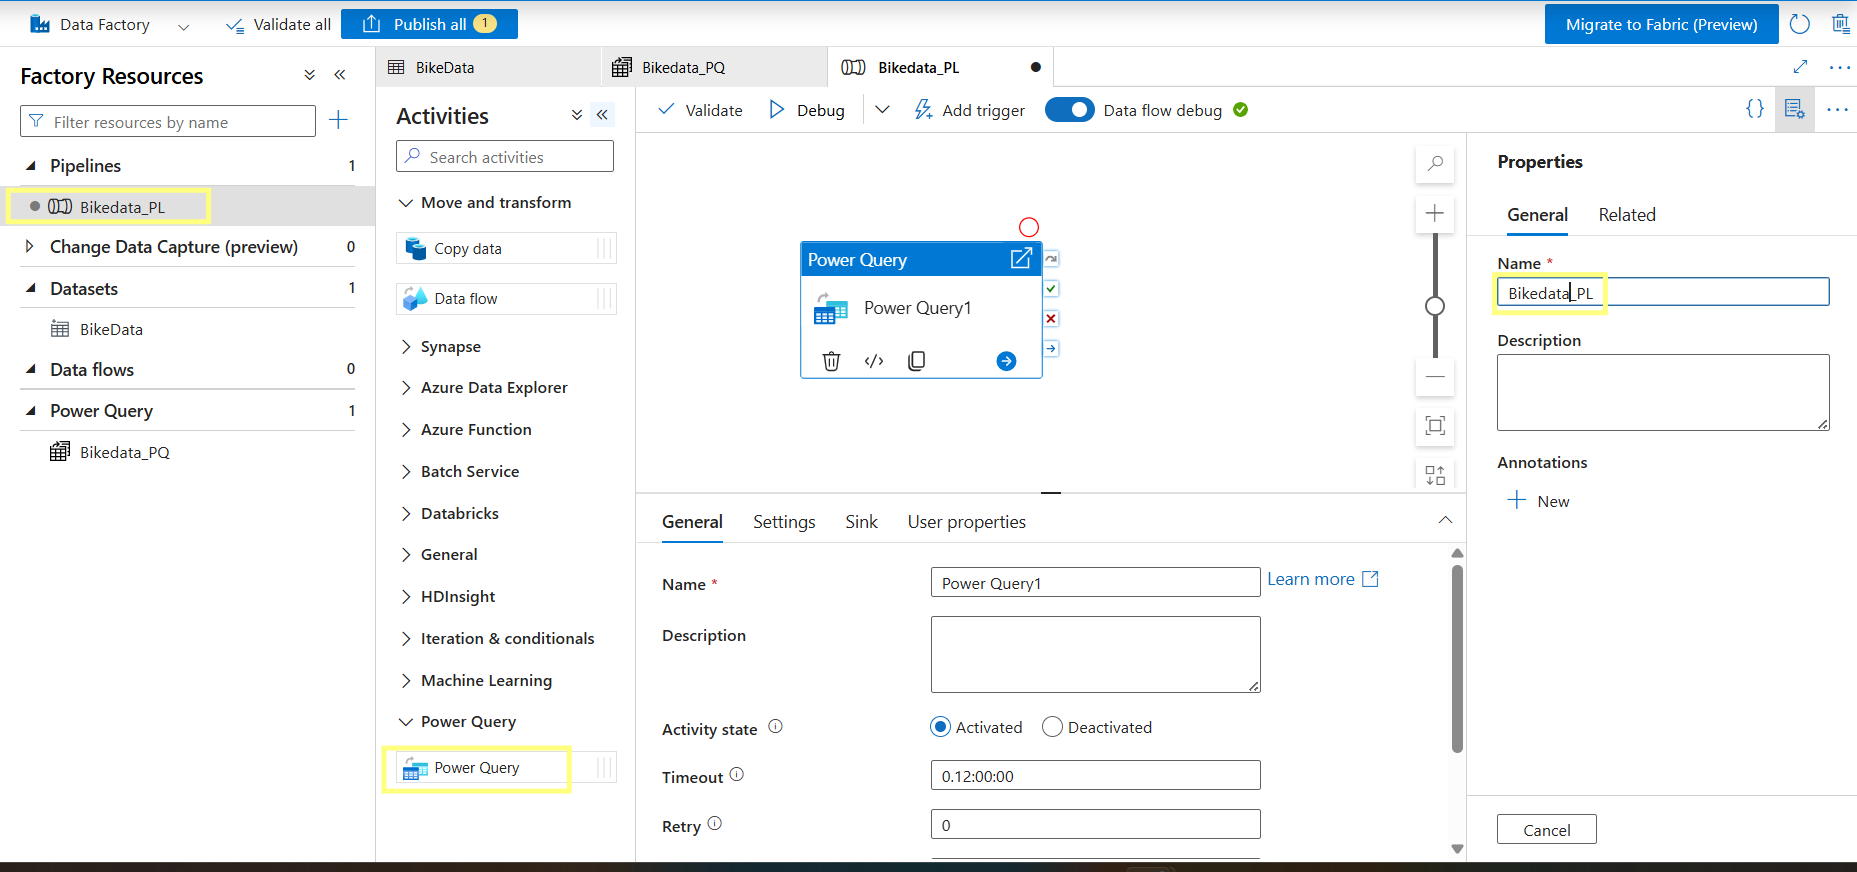 Data Factory
Validate all
Publish all 1
Migrate to Fabric (Preview)
Factory Resources
Filter resources by name
Pipelines 1
Bikedata_PL
Change Data Capture (preview) 0
Datasets 1
BikeData
Data flows 0
Power Query 1
Bikedata_PQ
BikeData
Bikedata_PQ
Bikedata_PL
Activities
Search activities
Move and transform
Copy data
Data flow
Synapse
Azure Data Explorer
Azure Function
Batch Service
Databricks
General
HDInsight
Iteration & conditionals
Machine Learning
Power Query
Power Query
Validate
Debug
Add trigger
Data flow debug
{}
Power Query
Power Query1
</>
General
Settings
Sink
User properties
Name *
Power Query1
Learn more
Description
Activity state
Activated
Deactivated
Timeout
0.12:00:00
Retry
0
Properties
General
Related
Name *
Bikedata_PL
Description
Annotations
New
Cancel